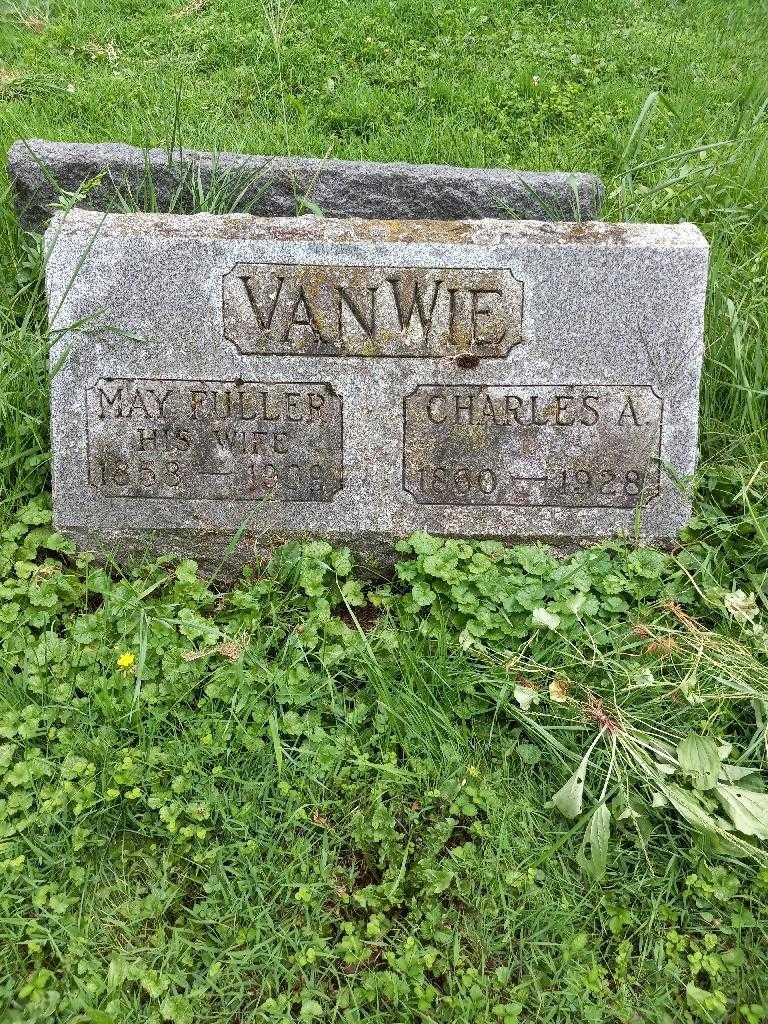 VANWIE
MAY FULLER
HIS WIFE
CHARLES A.
1860 — 1928